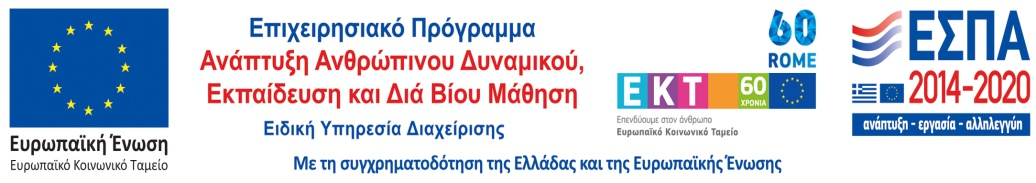 Ευρωπαϊκή Ένωση
Ευρωπαϊκό Κοινωνικό Ταμείο
Επιχειρησιακό Πρόγραμμα
Ανάπτυξη Ανθρώπινου Δυναμικού,
Εκπαίδευση και Διά Βίου Μάθηση
Ειδική Υπηρεσία Διαχείρισης
Με τη συγχρηματοδότηση της Ελλάδας και της Ευρωπαϊκής Ένωσης
60
ROME
ΕΚΤ 60
ΧΡΟΝΙΑ
Επενδύουμε στον άνθρωπο
Ευρωπαϊκό Κοινωνικό Ταμείο
ΕΣΠΑ
2014-2020
ανάπτυξη - εργασία - αλληλεγγύη